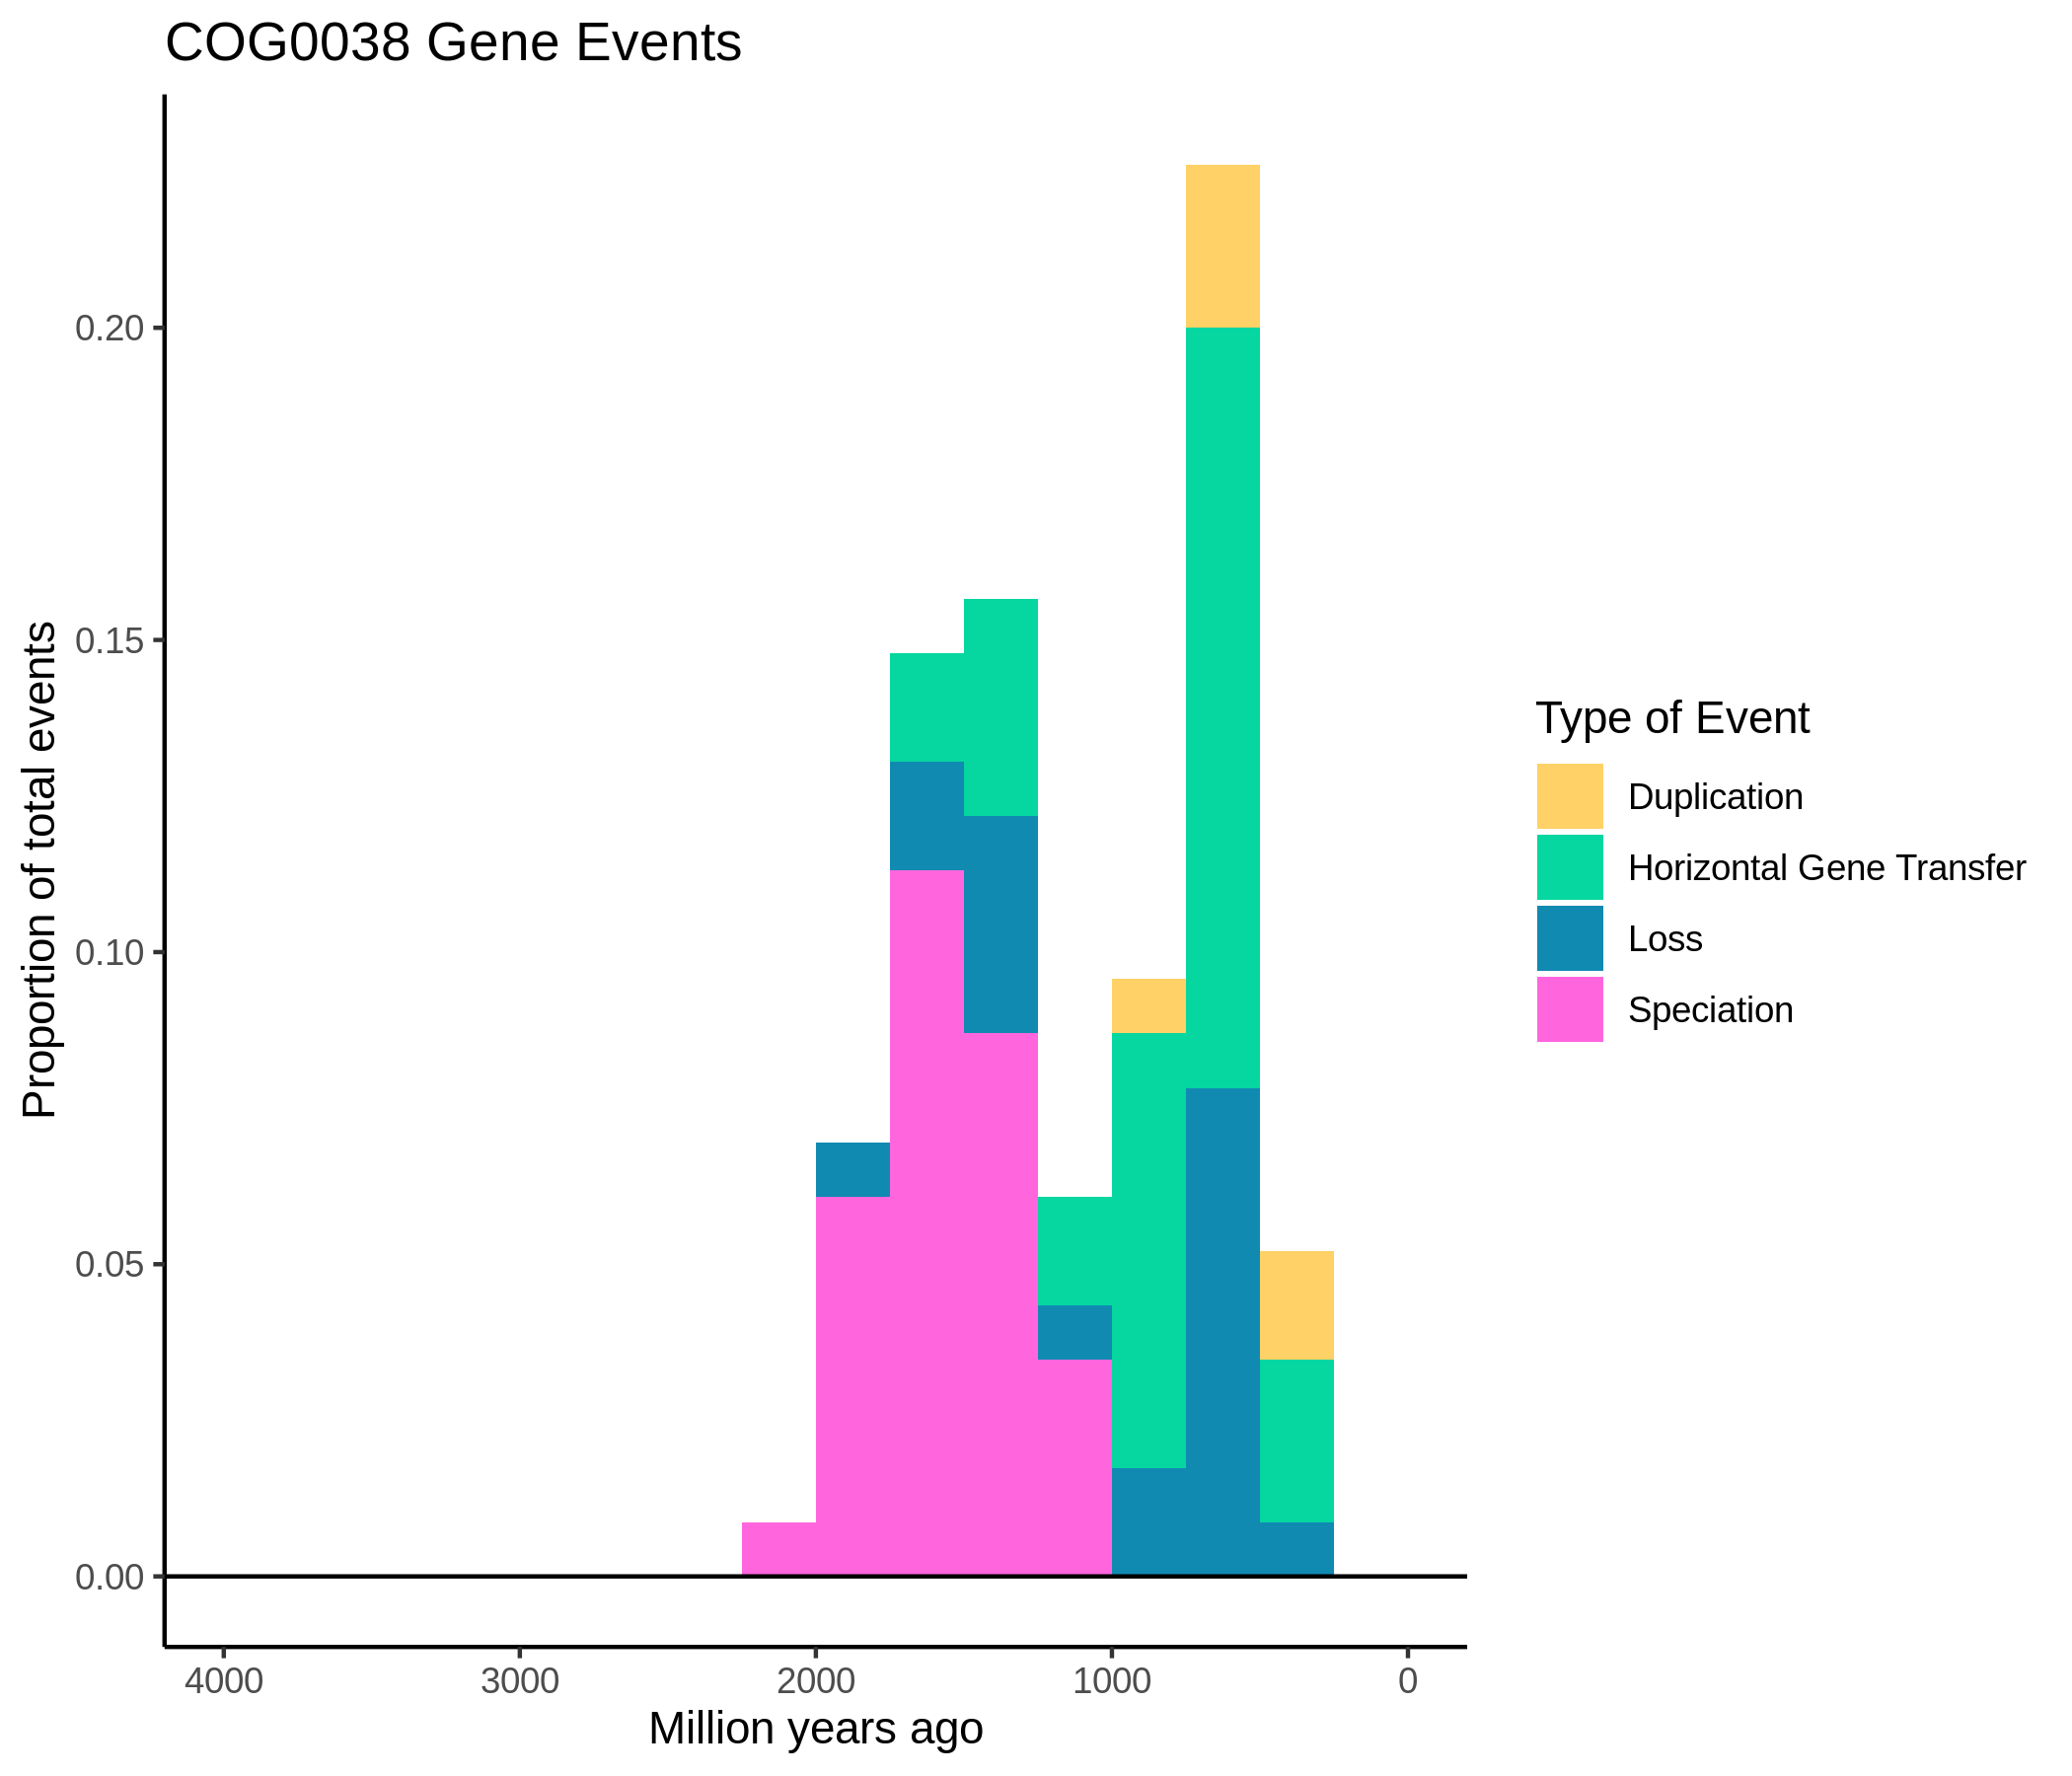 COG0038 Gene Events
Proportion of total events
0.20
0.15
0.10
0.05
0.00
4000 3000 2000 1000 0
Million years ago
Type of Event
Duplication
Horizontal Gene Transfer
Loss
Speciation